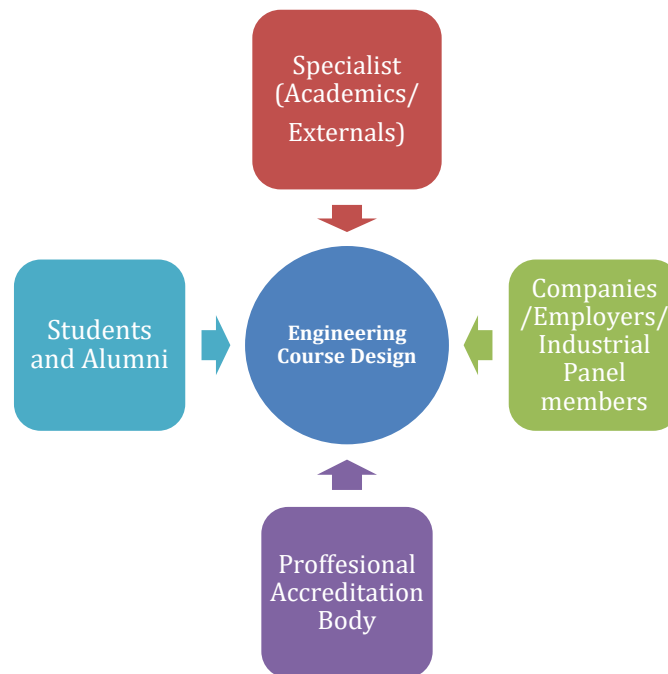 Specialist
(Academics/
Externals)
Students
and Alumni
Engineering
Course Design
Companies
/Employers/
Industrial
Panel
members
Proffesional
Accreditation
Body